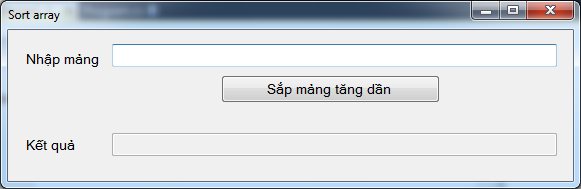 Sort array
Nhập mảng
Sắp mảng tăng dần
Kết quả